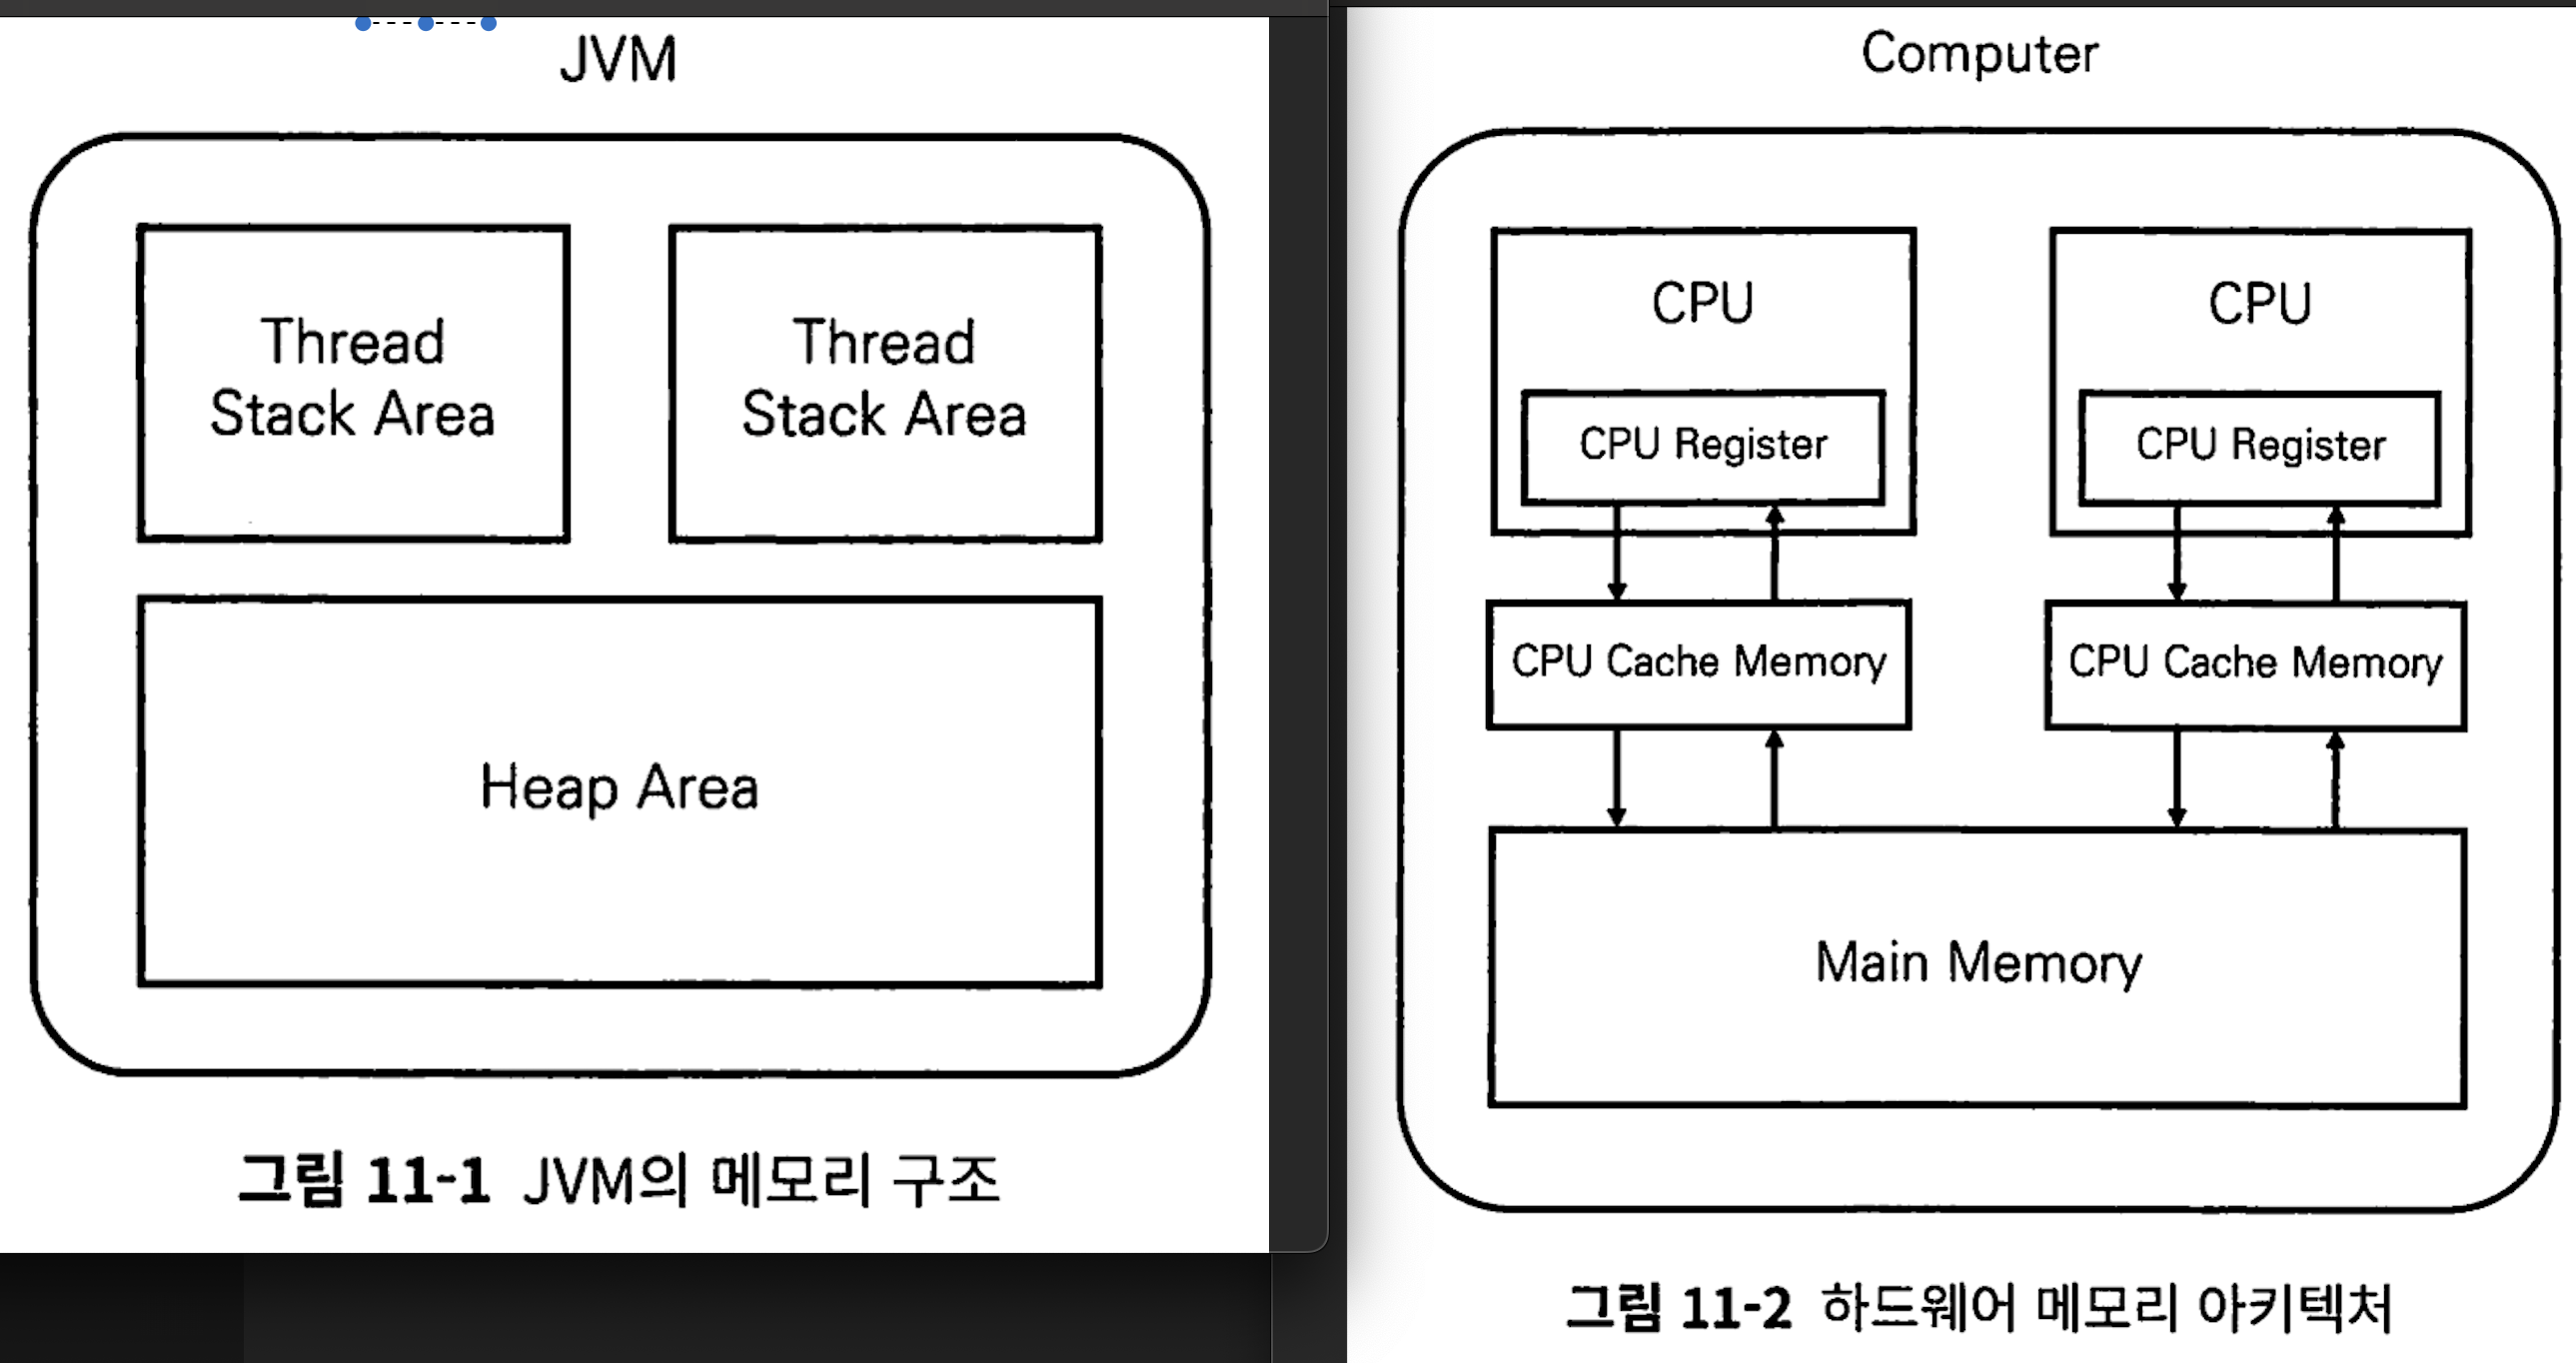 JVM
Thread
Stack Area
Thread
Stack Area
Heap Area
그림 11-1 JVM의 메모리 구조
Computer
CPU
CPU Register
CPU
CPU Register
CPU Cache Memory
CPU Cache Memory
Main Memory
그림 11-2 하드웨어 메모리 아키텍처